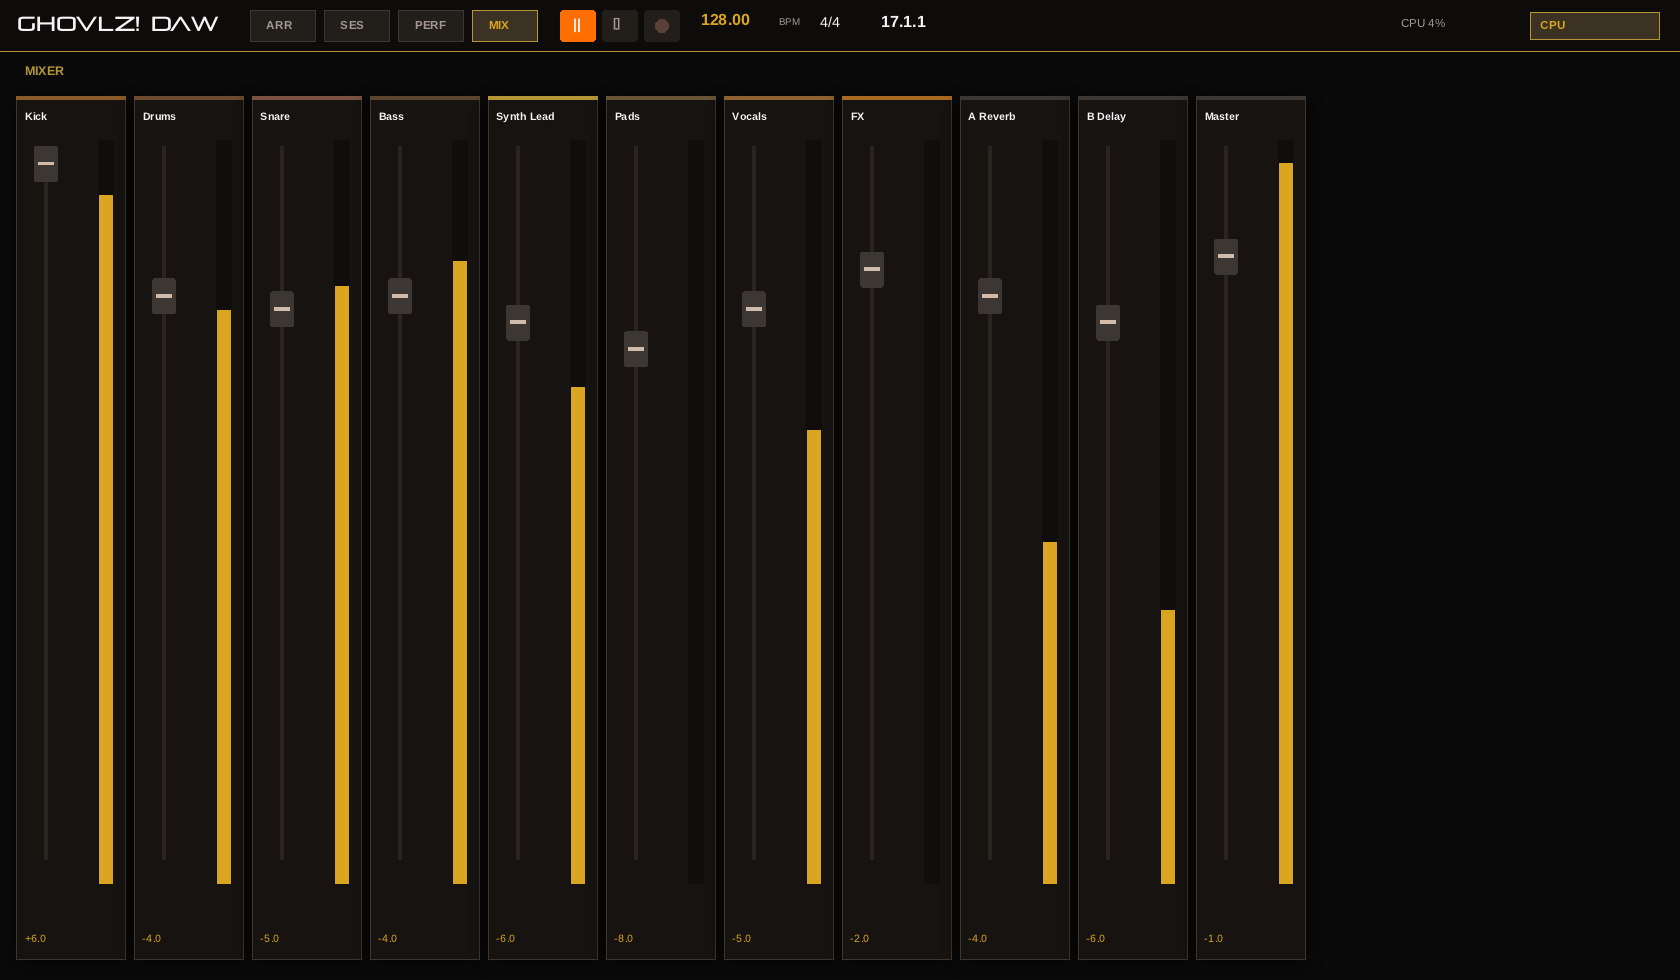 GHOVLZ! DAW
ARR SES PERF MIX 128.00 BPM 4/4 17.1.1 CPU 4% CPU
MIXER
Kick Drums Snare Bass Synth Lead Pads Vocals FX A Reverb B Delay Master
+6.0 -4.0 -5.0 -4.0 -6.0 -8.0 -5.0 -2.0 -4.0 -6.0 -1.0